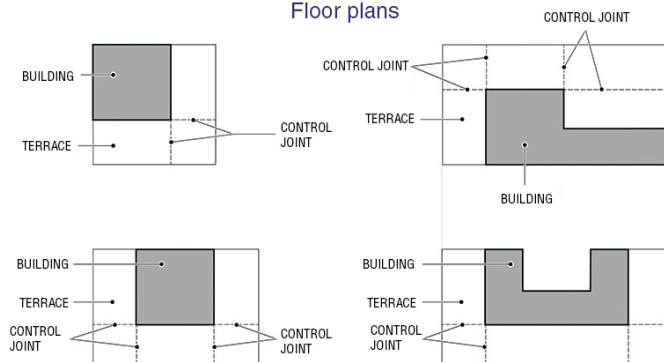 Floor plans
BUILDING
TERRACE
CONTROL
JOINT
CONTROL JOINT
CONTROL JOINT
TERRACE
BUILDING
BUILDING
TERRACE
CONTROL
JOINT
CONTROL
JOINT
BUILDING
TERRACE
CONTROL
JOINT